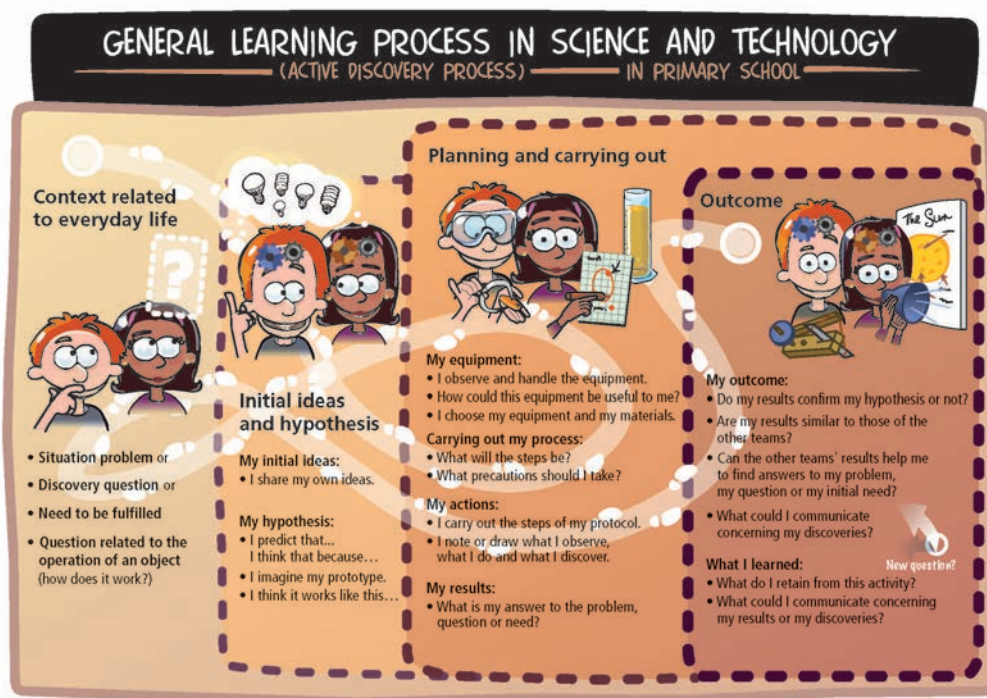 GENERAL LEARNING PROCESS IN SCIENCE AND TECHNOLOGY
(ACTIVE DISCOVERY PROCESS) IN PRIMARY SCHOOL
Context related
to everyday life
?
• Situation problem or
• Discovery question or
• Need to be fulfilled
• Question related to the
operation of an object
(how does it work?)
Initial ideas
and hypothesis
My initial ideas:
• I share my own ideas.
My hypothesis:
• I predict that...
I think that because…
• I imagine my prototype.
• I think it works like this…
Planning and carrying out
My equipment:
• I observe and handle the equipment.
• How could this equipment be useful to me?
• I choose my equipment and my materials.
Carrying out my process:
• What will the steps be?
• What precautions should I take?
My actions:
• I carry out the steps of my protocol.
• I note or draw what I observe,
what I do and what I discover.
My results:
• What is my answer to the problem,
question or need?
Outcome
The Sun
My outcome:
• Do my results confirm my hypothesis or not?
• Are my results similar to those of the
other teams?
• Can the other teams' results help me
to find answers to my problem,
my question or my initial need?
• What could I communicate
concerning my discoveries?
New question?
What I learned:
• What do I retain from this activity?
• What could I communicate concerning
my results or my discoveries?